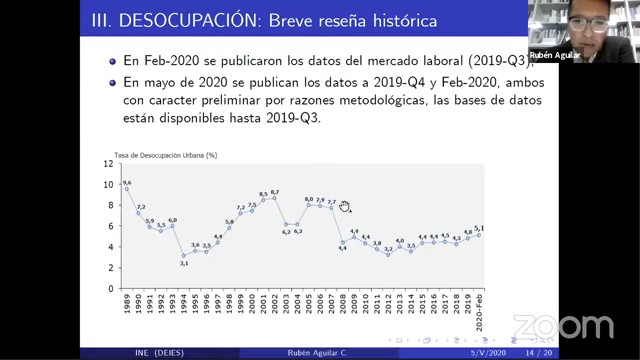 III. DESOCUPACIÓN: Breve reseña histórica
Rubén Aguilar
En Feb-2020 se publicaron los datos del mercado laboral (2019-Q3),
En mayo de 2020 se publican los datos a 2019-Q4 y Feb-2020, ambos
con caracter preliminar por razones metodológicas, las bases de datos
están disponibles hasta 2019-Q3.
Tasa de Desocupación Urbana (%)
12
10
8
6
4
2
0
9,6 7,2 5,9 5,5 6,0 3,1 3,6 3,5 4,4 5,8 7,2 7,5 8,5 8,7 6,2 6,2 8,0 7,9 7,7 4,4 4,9 4,4 3,8 3,2 4,0 3,5 4,4 4,4 4,5 4,3 4,8 5,1
1989 1990 1991 1992 1993 1994 1995 1996 1997 1998 1999 2000 2001 2002 2003 2004 2005 2006 2007 2008 2009 2010 2011 2012 2013 2014 2015 2016 2017 2018 2019 2020-Feb
zoom
INE (DEIES) Rubén Aguilar C. 5/V/2020 14 / 20